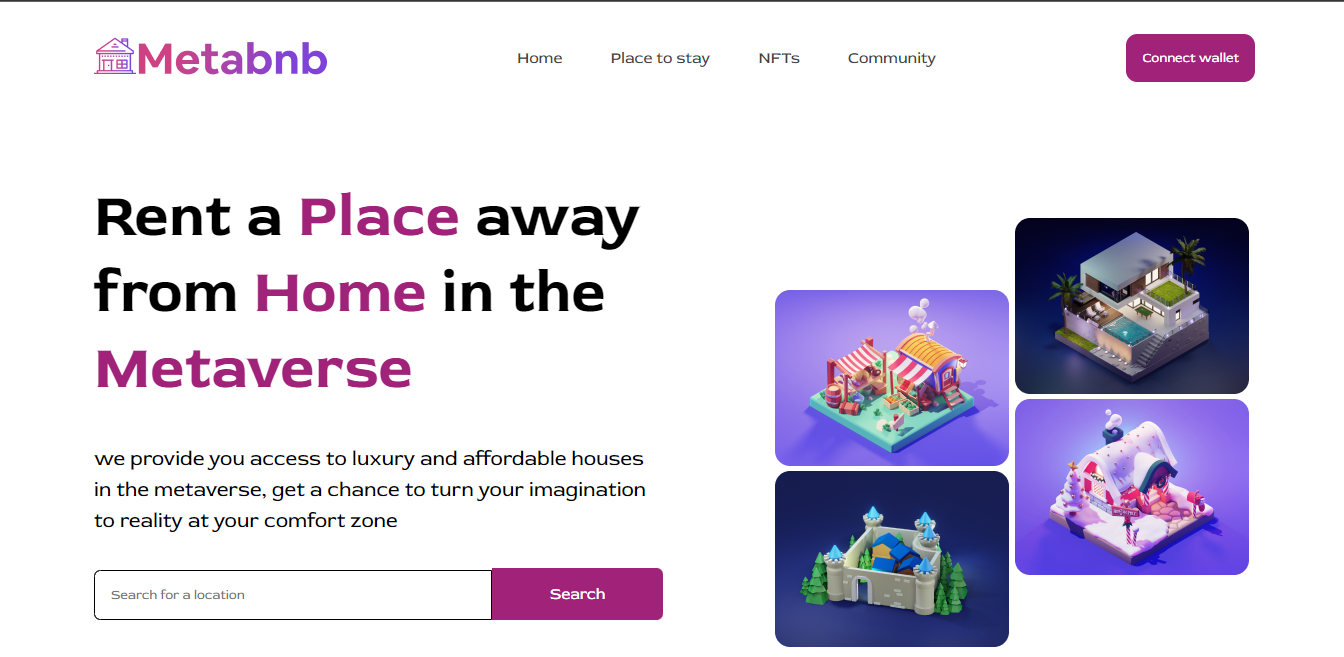 Metabnb
Home
Place to stay
NFTs
Community
Connect wallet
Rent a Place away
from Home in the
Metaverse
we provide you access to luxury and affordable houses
in the metaverse, get a chance to turn your imagination
to reality at your comfort zone
Search for a location
Search